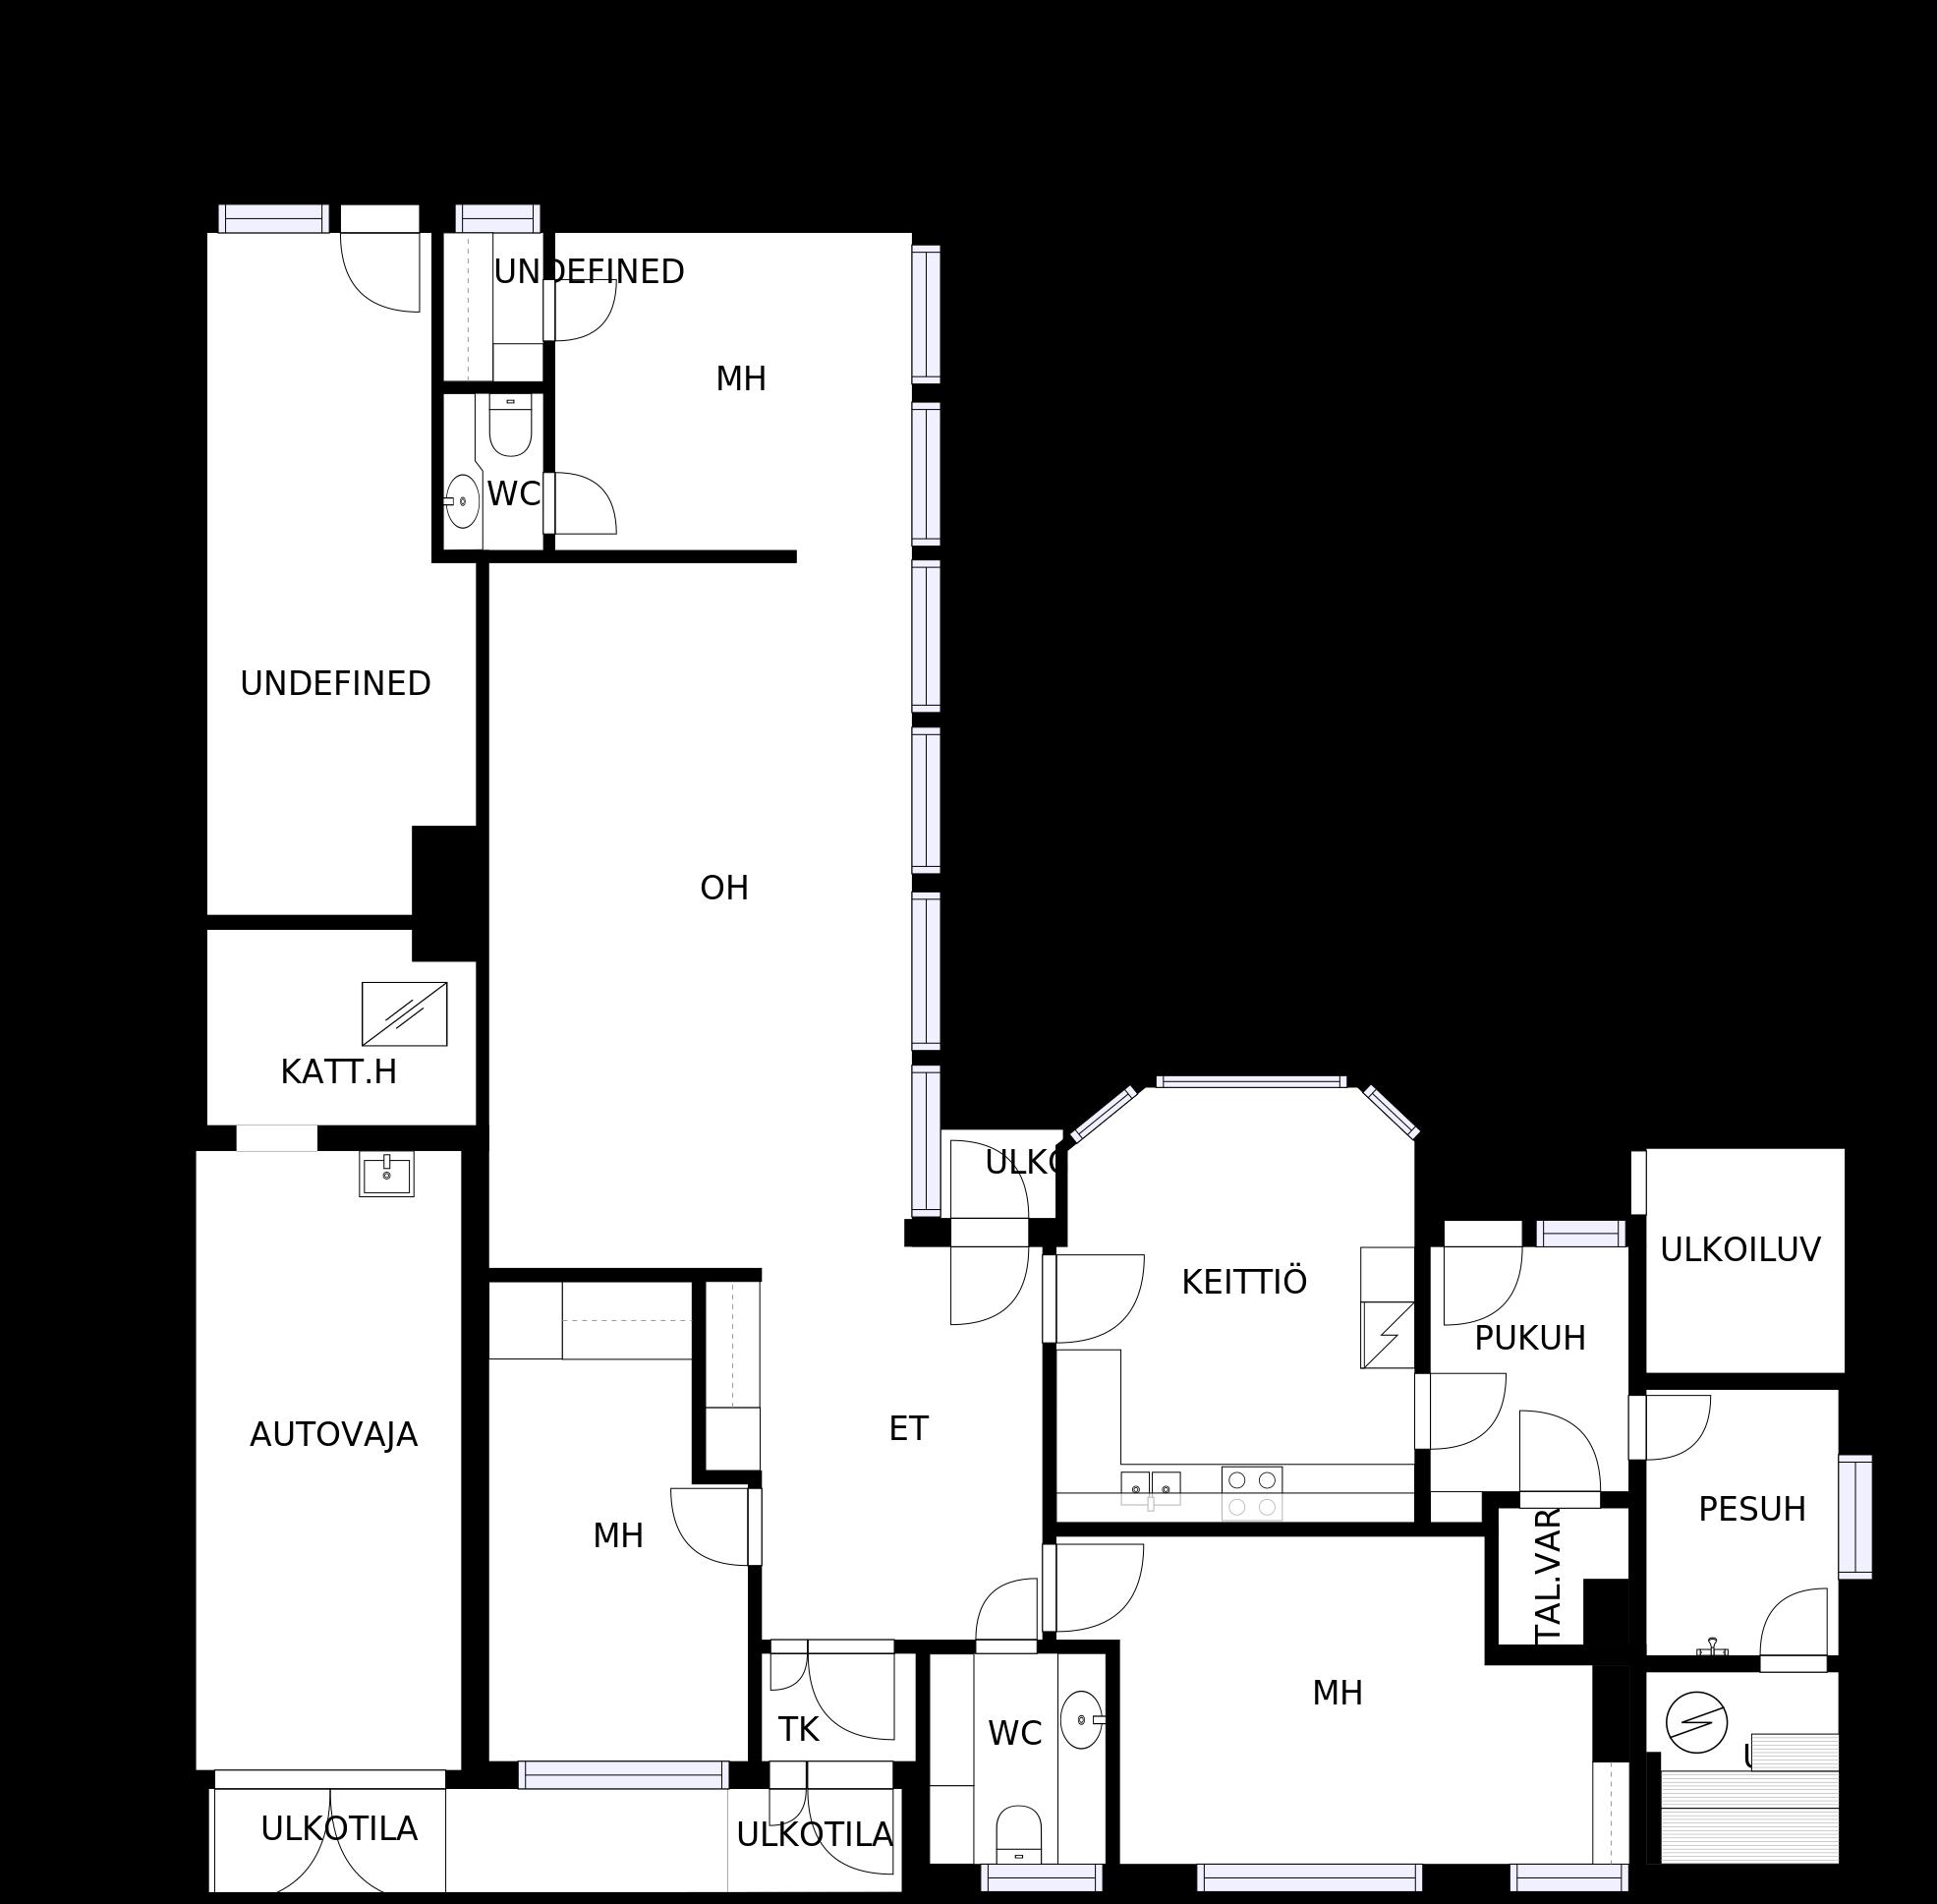 UNDEFINED
MH
WC
UNDEFINED
OH
KATT.H
ULKO
ULKOILUV
KEITTIÖ
PUKUH
ET
AUTOVAJA
PESUH
MH
TAL.VAR
MH
TK
WC
ULKOTILA
ULKOTILA